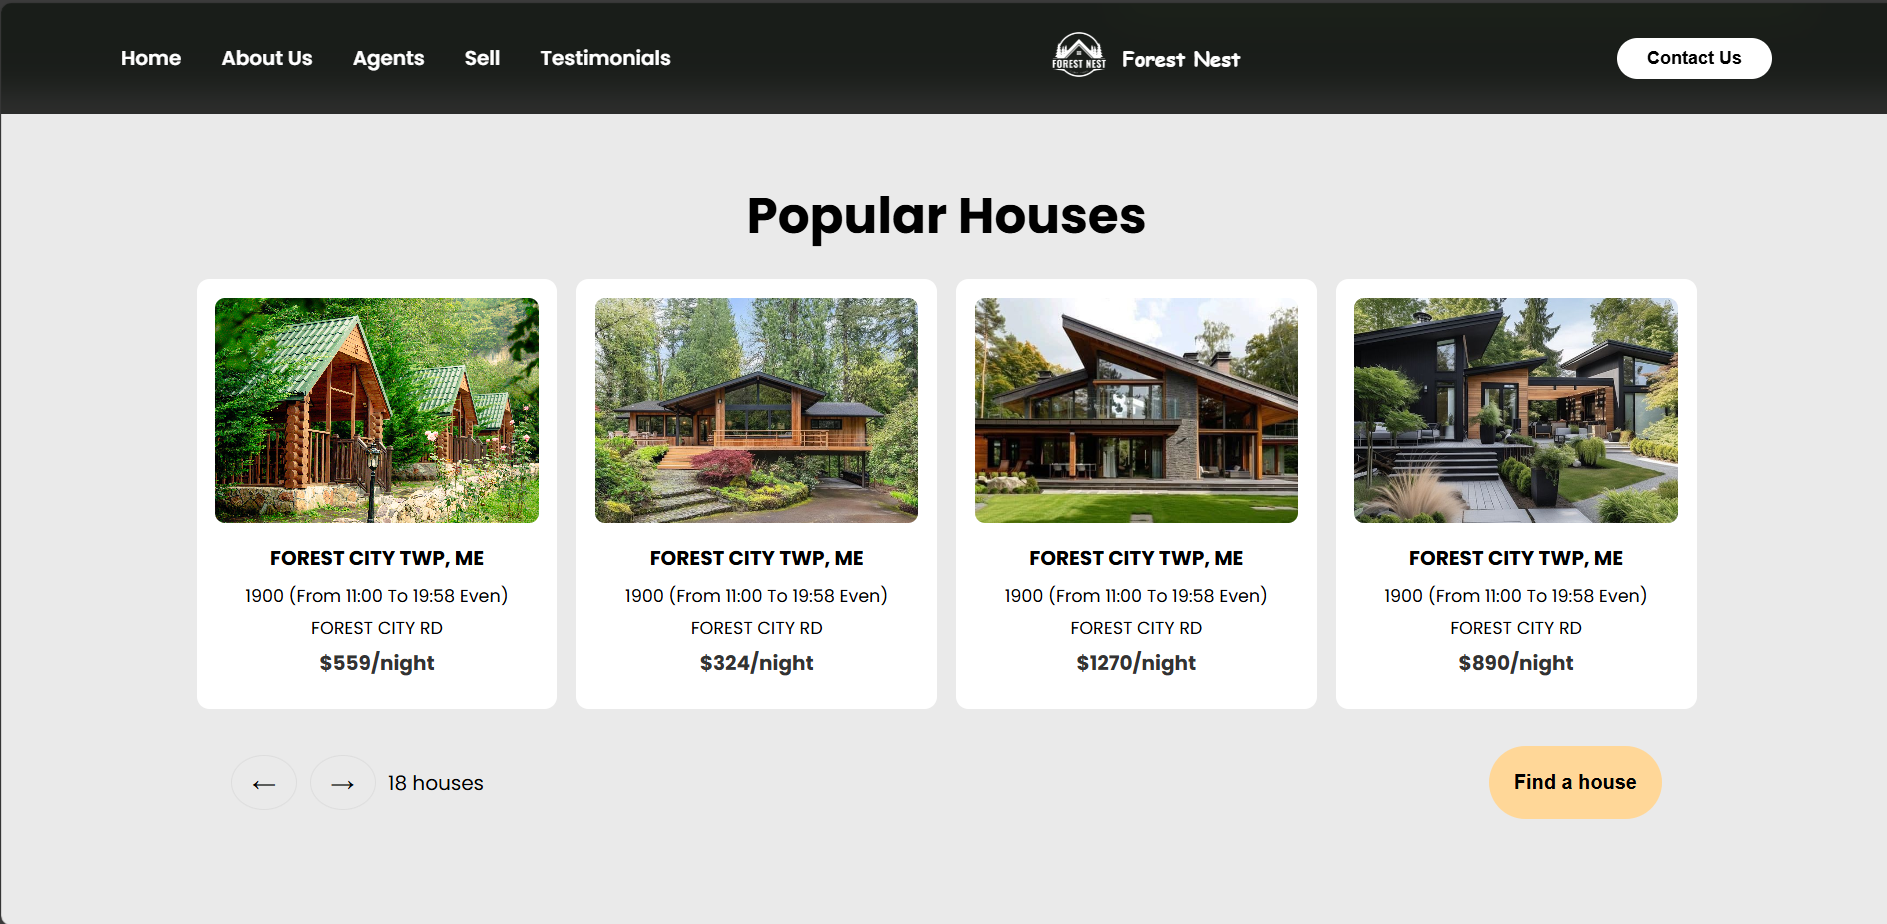 Home About Us Agents Sell Testimonials
FOREST NEST
Forest Nest
Contact Us
Popular Houses
FOREST CITY TWP, ME
1900 (From 11:00 To 19:58 Even)
FOREST CITY RD
$559/night
FOREST CITY TWP, ME
1900 (From 11:00 To 19:58 Even)
FOREST CITY RD
$324/night
FOREST CITY TWP, ME
1900 (From 11:00 To 19:58 Even)
FOREST CITY RD
$1270/night
FOREST CITY TWP, ME
1900 (From 11:00 To 19:58 Even)
FOREST CITY RD
$890/night
← → 18 houses
Find a house